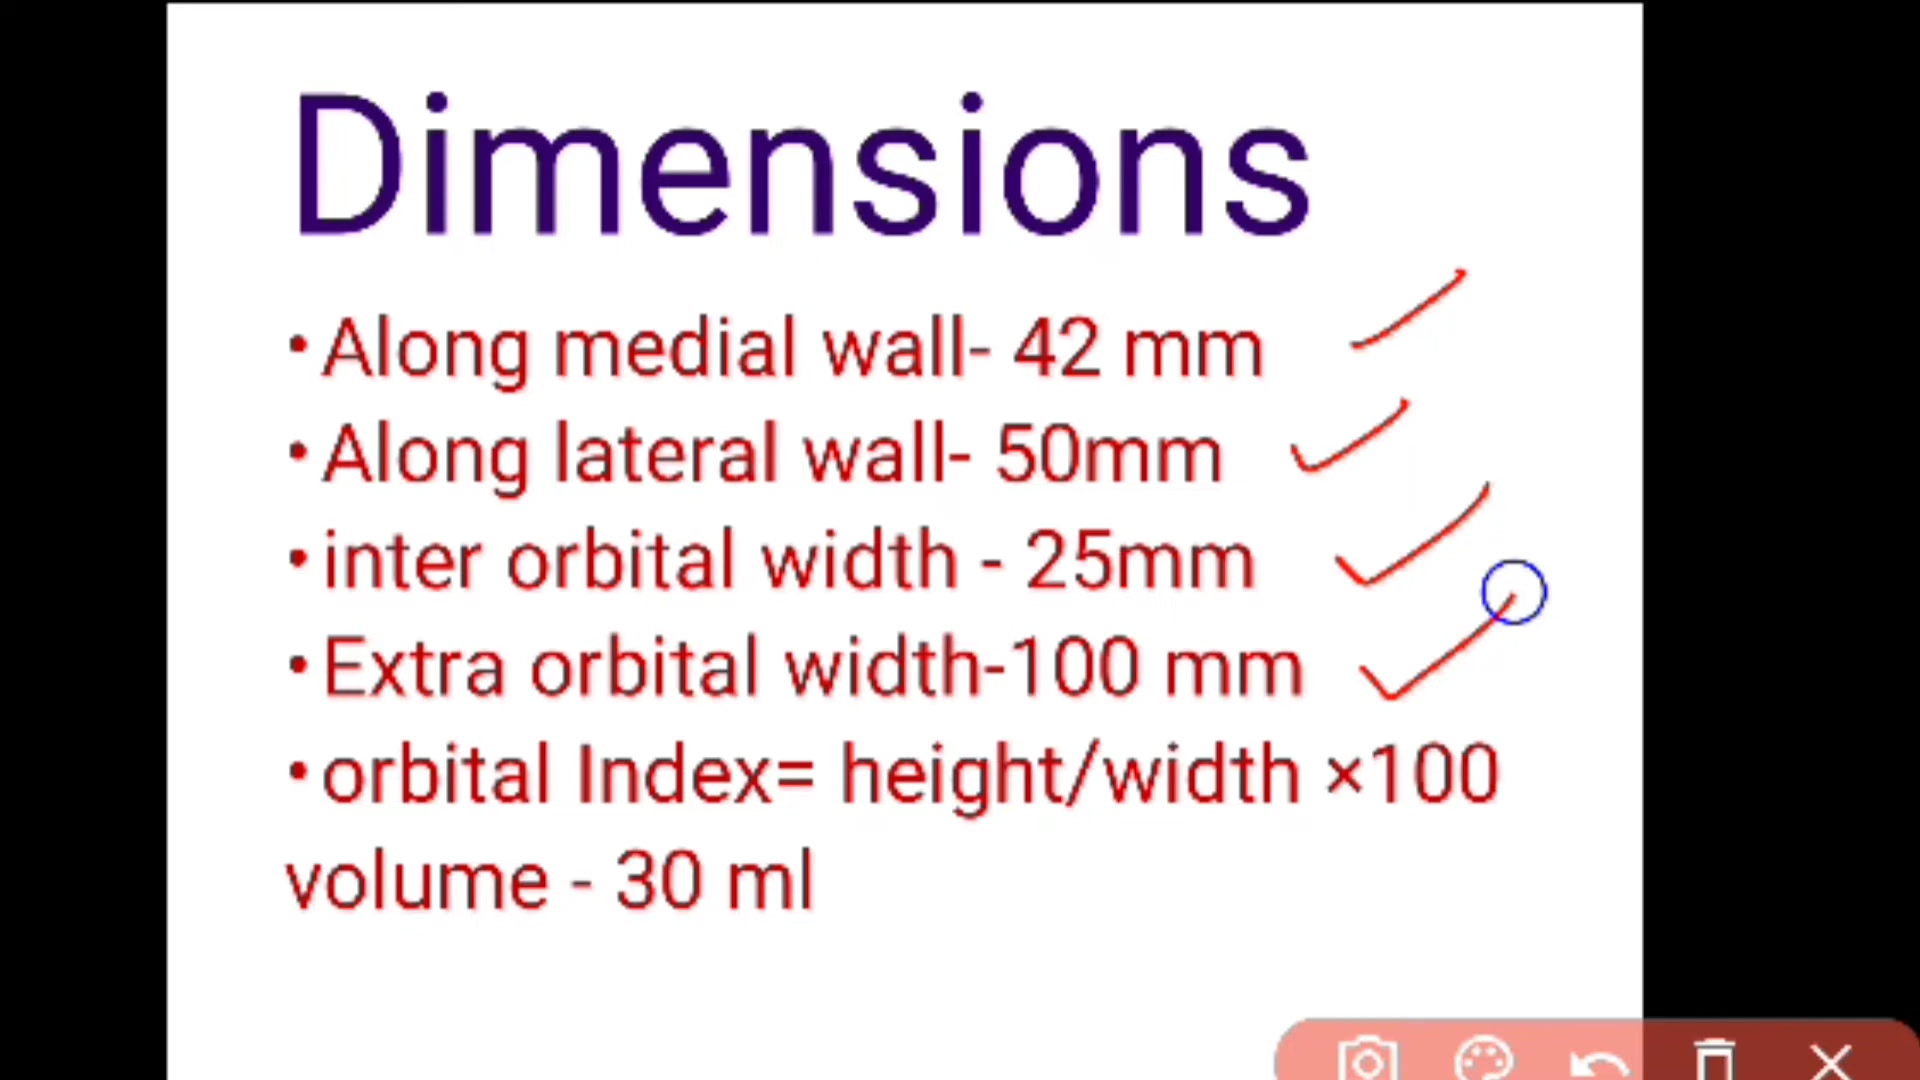 Dimensions
•Along medial wall- 42 mm
•Along lateral wall- 50mm
•inter orbital width - 25mm
•Extra orbital width-100 mm
•orbital Index= height/width ×100
volume - 30 ml